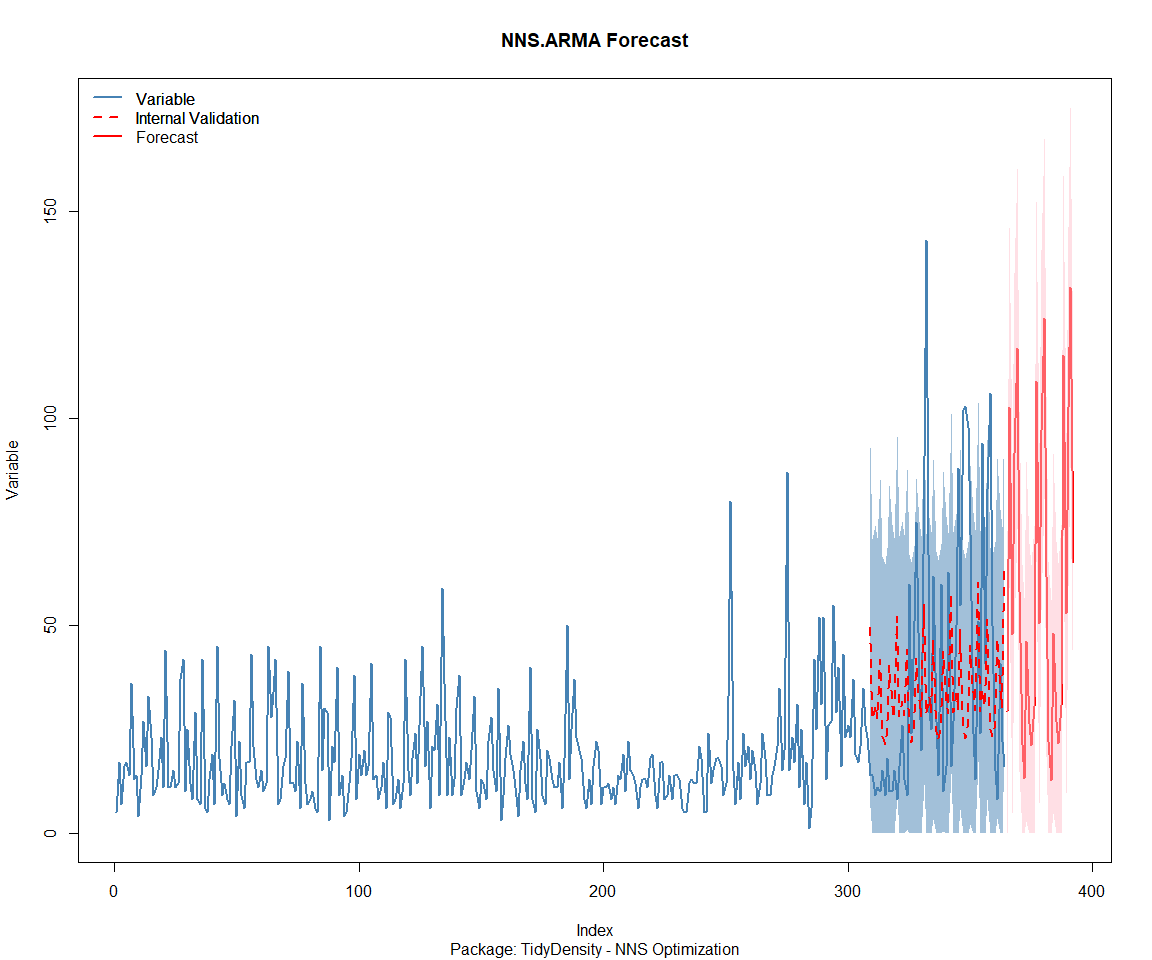 NNS.ARMA Forecast
Variable
Internal Validation
Forecast
Variable
150
100
50
0
0
100
200
300
400
Index
Package: TidyDensity - NNS Optimization